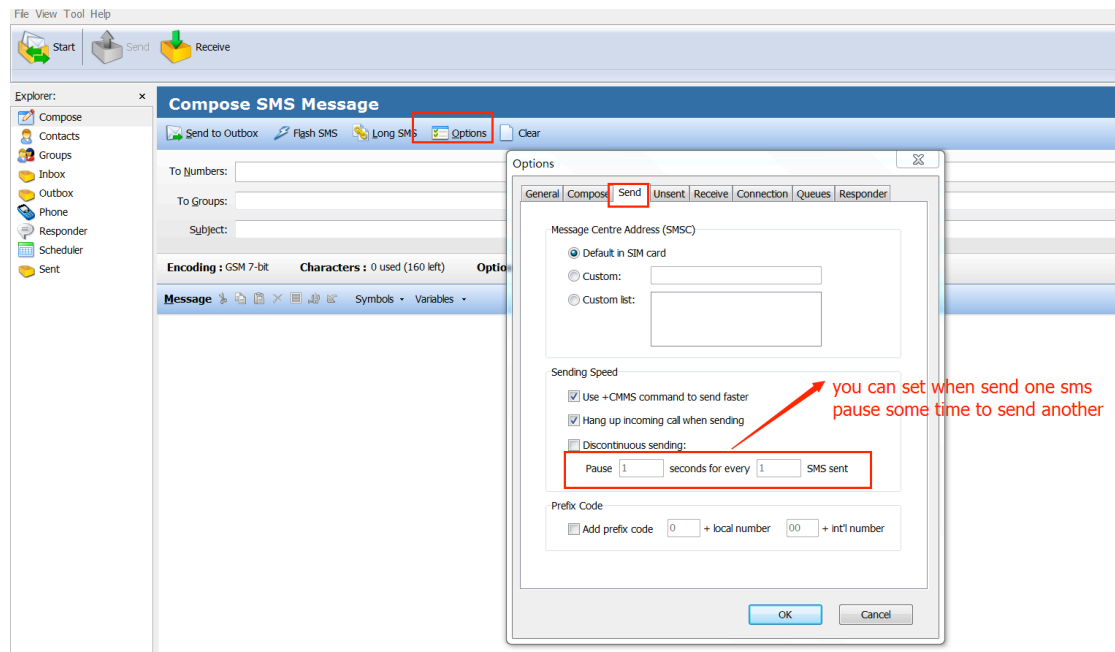 File View Tool Help
Start Send Receive
Explorer: x
Compose
Contacts
Groups
Inbox
Outbox
Phone
Responder
Scheduler
Sent
Compose SMS Message
Send to Outbox Flash SMS Long SMS Options Clear
To Numbers:
To Groups:
Subject:
Encoding : GSM 7-bit Characters : 0 used (160 left) Optio
Message Symbols Variables
Options
General Compose Send Unsent Receive Connection Queues Responder
Message Centre Address (SMSC)
Default in SIM card
Custom:
Custom list:
Sending Speed
Use +CMMS command to send faster
Hang up incoming call when sending
Discontinuous sending:
Pause 1 seconds for every 1 SMS sent
Prefix Code
Add prefix code 0 + local number 00 + int'l number
OK Cancel
you can set when send one sms
pause some time to send another